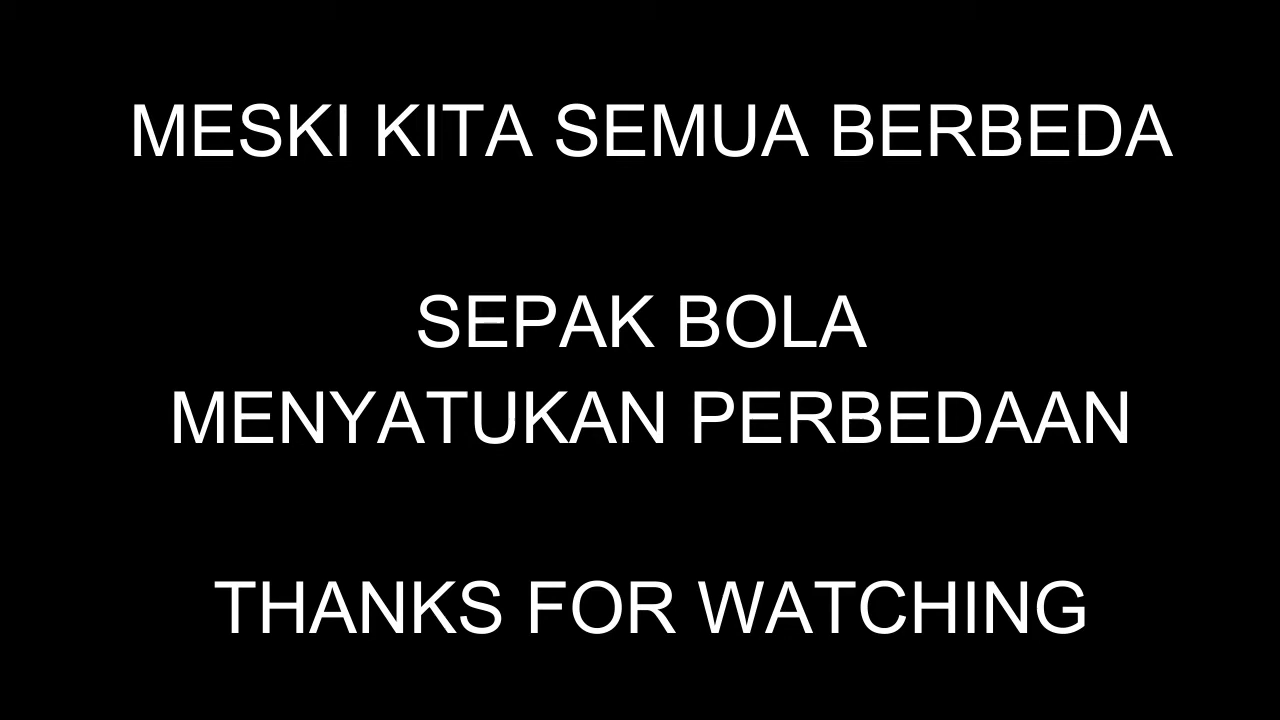 MESKI KITA SEMUA BERBEDA
SEPAK BOLA
MENYATUKAN PERBEDAAN
THANKS FOR WATCHING